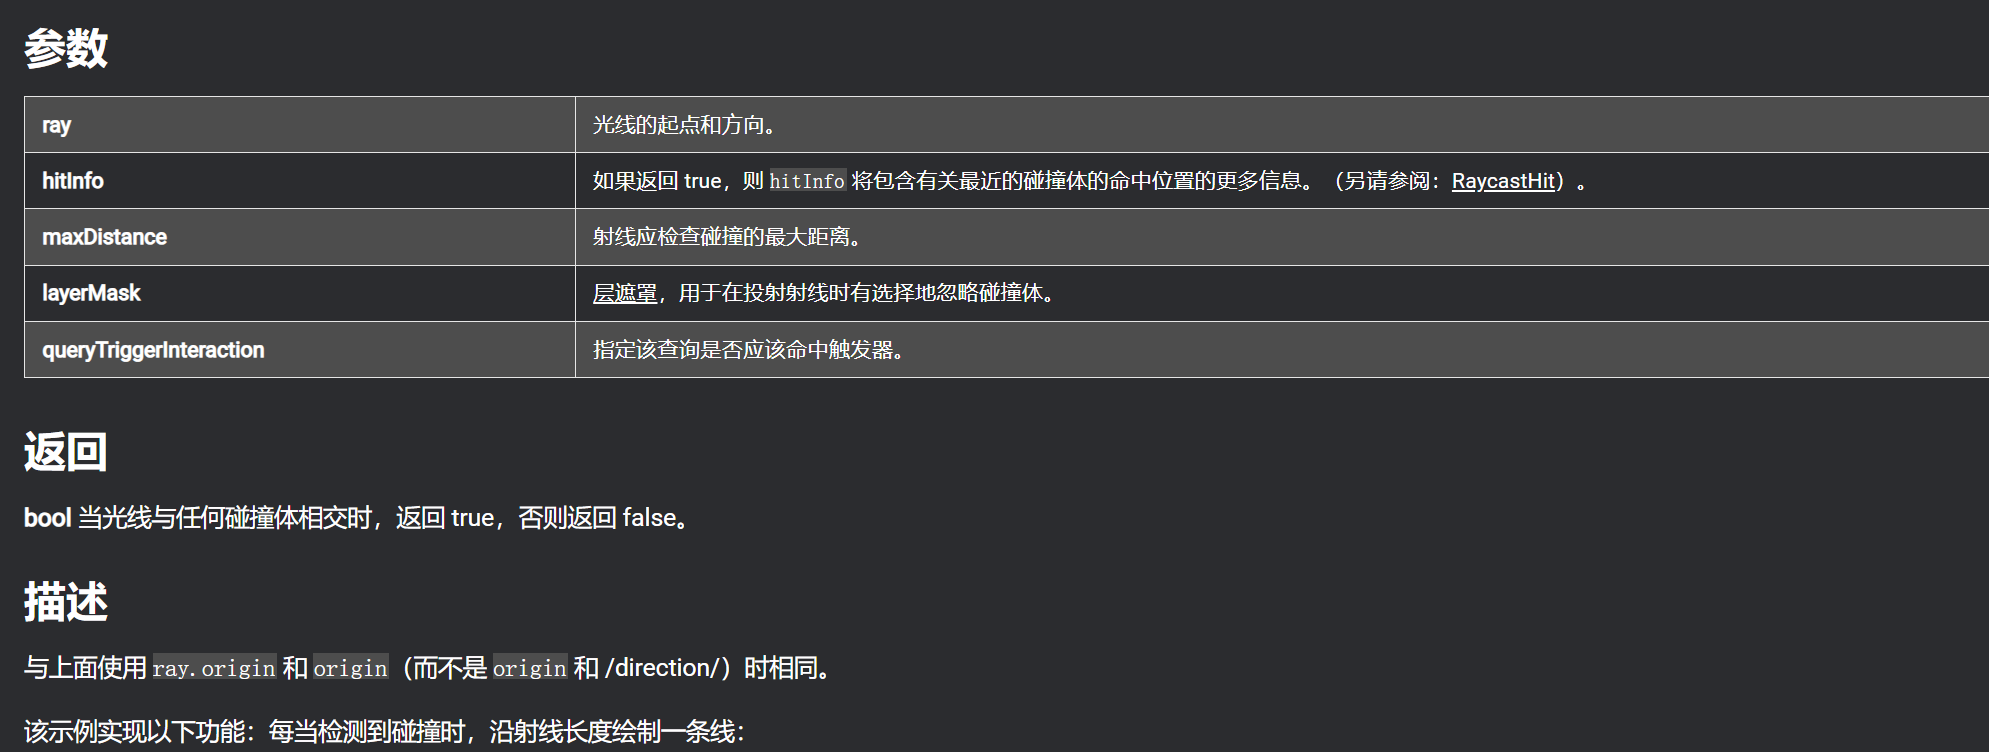 参数
ray 光线的起点和方向。
hitInfo 如果返回 true，则 hitInfo 将包含有关最近的碰撞体的命中位置的更多信息。（另请参阅：RaycastHit）。
maxDistance 射线应检查碰撞的最大距离。
layerMask 层遮罩，用于在投射射线时有选择地忽略碰撞体。
queryTriggerInteraction 指定该查询是否应该命中触发器。
返回
bool 当光线与任何碰撞体相交时，返回 true，否则返回 false。
描述
与上面使用 ray.origin 和 origin（而不是 origin 和 /direction/）时相同。
该示例实现以下功能：每当检测到碰撞时，沿射线长度绘制一条线：